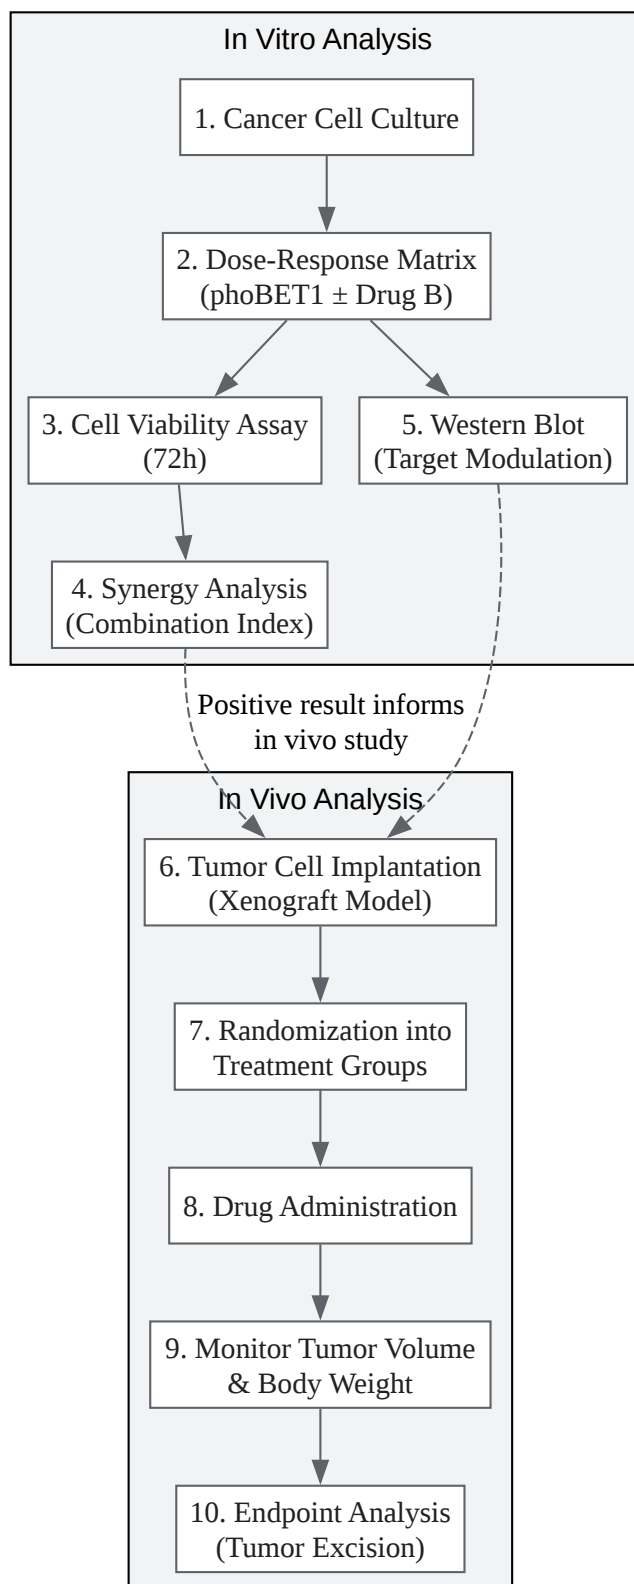 In Vitro Analysis
1. Cancer Cell Culture
2. Dose-Response Matrix
(phoBET1 ± Drug B)
3. Cell Viability Assay
(72h)
5. Western Blot
(Target Modulation)
4. Synergy Analysis
(Combination Index)
Positive result informs
in vivo study
In Vivo Analysis
6. Tumor Cell Implantation
(Xenograft Model)
7. Randomization into
Treatment Groups
8. Drug Administration
9. Monitor Tumor Volume
& Body Weight
10. Endpoint Analysis
(Tumor Excision)